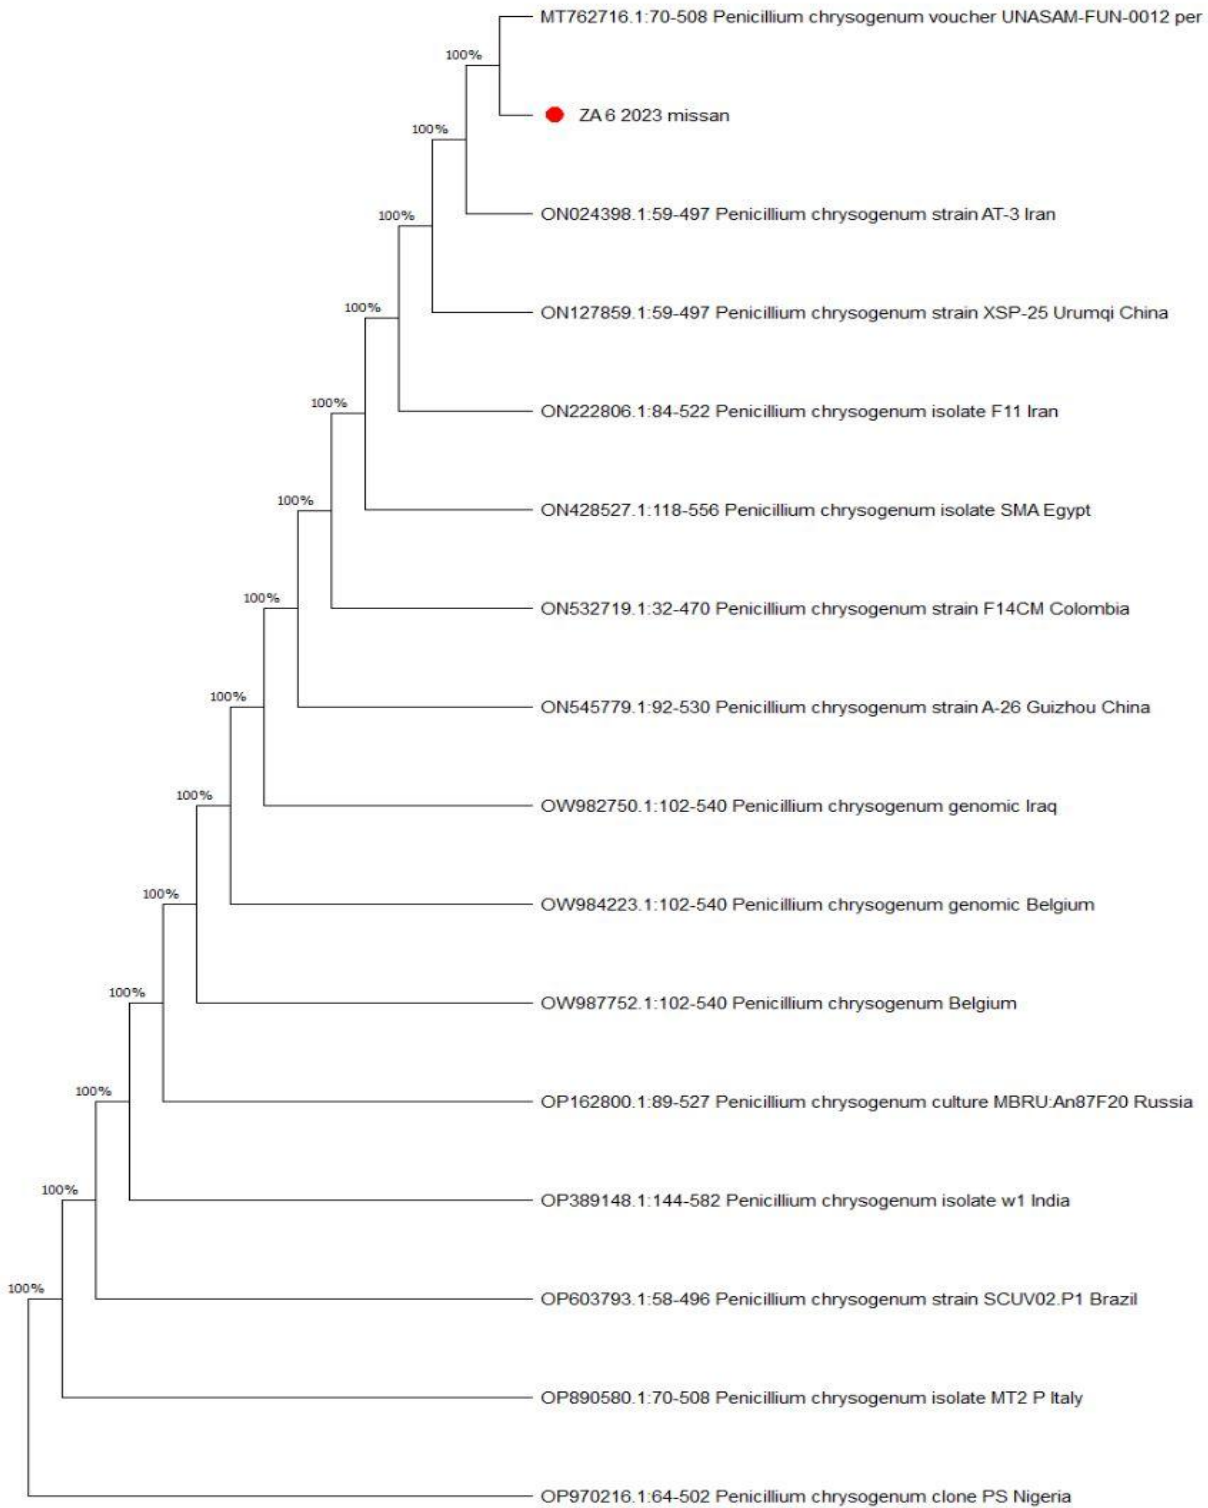 MT762716.1:70-508 Penicillium chrysogenum voucher UNASAM-FUN-0012 per
100%
ZA 6 2023 missan
100%
ON024398.1:59-497 Penicillium chrysogenum strain AT-3 Iran
100%
ON127859.1:59-497 Penicillium chrysogenum strain XSP-25 Urumqi China
100%
ON222806.1:84-522 Penicillium chrysogenum isolate F11 Iran
100%
ON428527.1:118-556 Penicillium chrysogenum isolate SMA Egypt
100%
ON532719.1:32-470 Penicillium chrysogenum strain F14CM Colombia
100%
ON545779.1:92-530 Penicillium chrysogenum strain A-26 Guizhou China
100%
OW982750.1:102-540 Penicillium chrysogenum genomic Iraq
100%
OW984223.1:102-540 Penicillium chrysogenum genomic Belgium
100%
OW987752.1:102-540 Penicillium chrysogenum Belgium
100%
OP162800.1:89-527 Penicillium chrysogenum culture MBRU:An87F20 Russia
100%
OP389148.1:144-582 Penicillium chrysogenum isolate w1 India
100%
OP603793.1:58-496 Penicillium chrysogenum strain SCUV02.P1 Brazil
100%
OP890580.1:70-508 Penicillium chrysogenum isolate MT2 P Italy
OP970216.1:64-502 Penicillium chrysogenum clone PS Nigeria